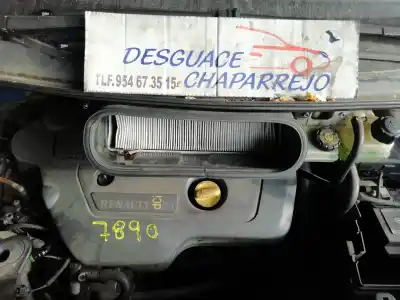 DESGUACE
TLF. 954 67 35 15 CHAPARREJO
RENAULT
7890